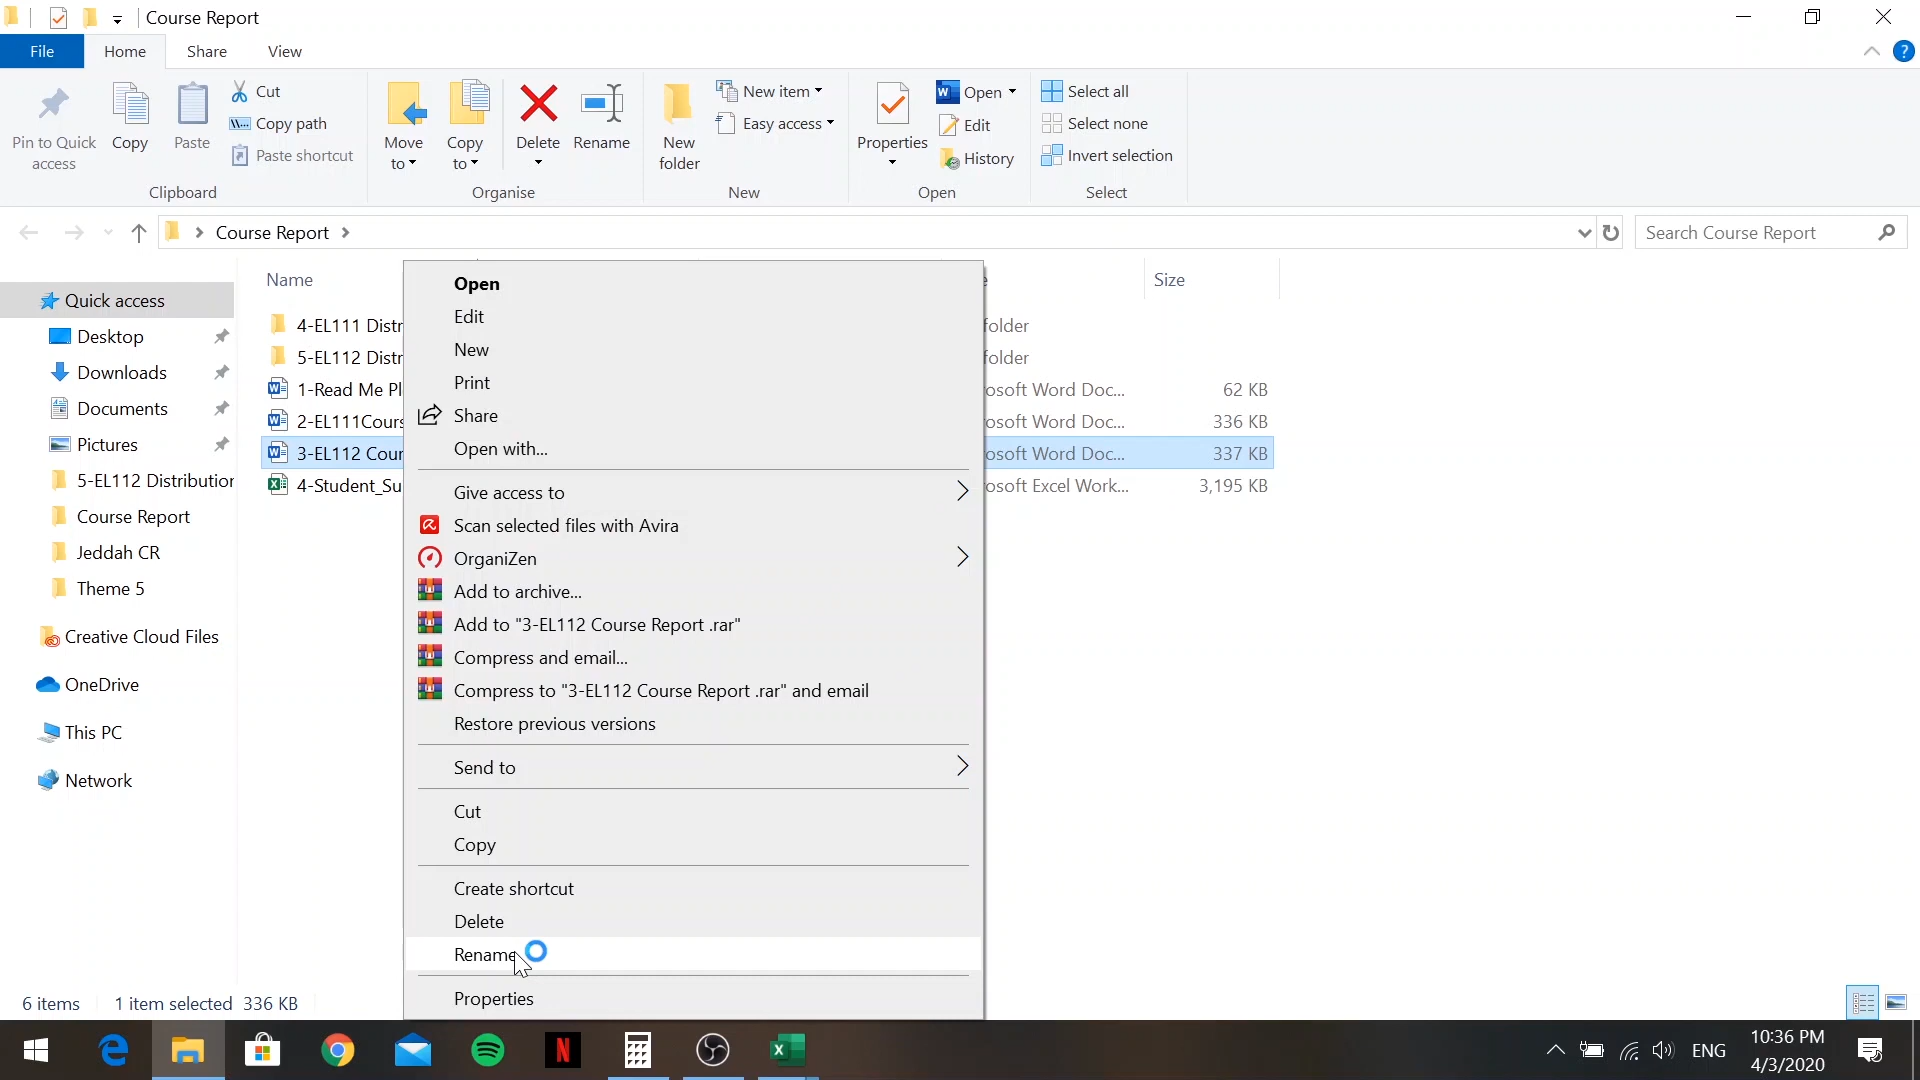 Course Report
File
Home
Share
View
Pin to Quick access
Copy
Paste
Cut
Copy path
Paste shortcut
Clipboard
Move to
Copy to
Delete
Rename
Organise
New folder
New item
Easy access
New
Properties
Open
Edit
History
Open
Select all
Select none
Invert selection
Select
Course Report
Search Course Report
Name
Size
Quick access
Desktop
Downloads
Documents
Pictures
5-EL112 Distribution
Course Report
Jeddah CR
Theme 5
Creative Cloud Files
OneDrive
This PC
Network
4-EL111 Distr
folder
5-EL112 Distr
folder
1-Read Me Pl
osoft Word Doc...
62 KB
2-EL111Cours
osoft Word Doc...
336 KB
3-EL112 Cour
osoft Word Doc...
337 KB
4-Student_Su
osoft Excel Work...
3,195 KB
Open
Edit
New
Print
Share
Open with...
Give access to
Scan selected files with Avira
OrganiZen
Add to archive...
Add to "3-EL112 Course Report .rar"
Compress and email...
Compress to "3-EL112 Course Report .rar" and email
Restore previous versions
Send to
Cut
Copy
Create shortcut
Delete
Rename
Properties
6 items
1 item selected 336 KB
ENG
10:36 PM
4/3/2020